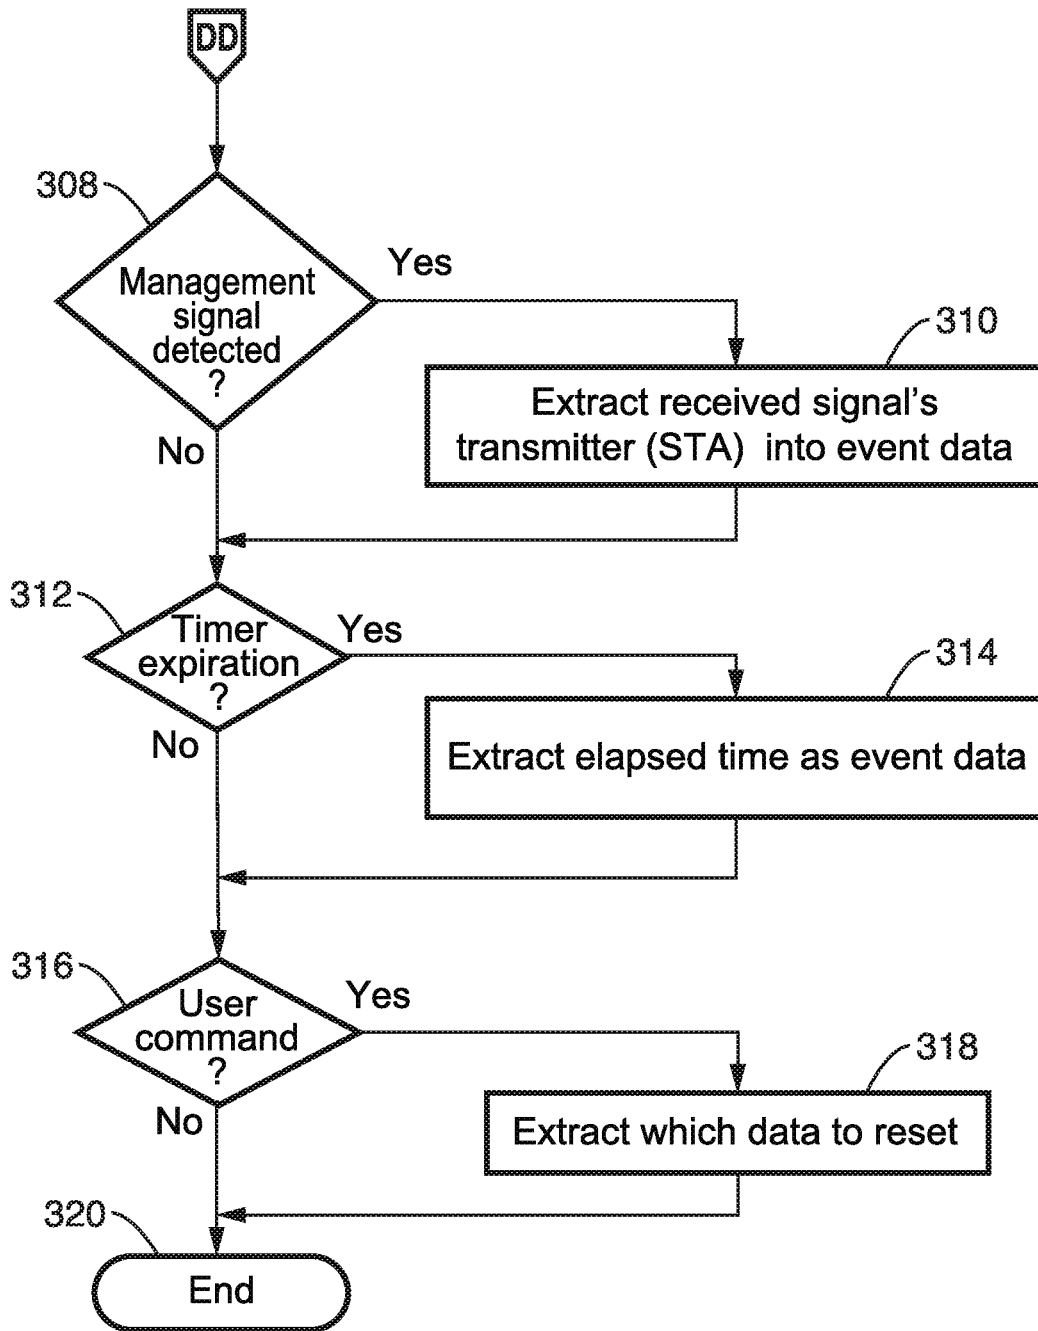 DD
308
Management
signal
detected
?
Yes
No
310
Extract received signal's
transmitter (STA) into event data
312
Timer
expiration
?
Yes
No
314
Extract elapsed time as event data
316
User
command
?
Yes
No
318
Extract which data to reset
320
End